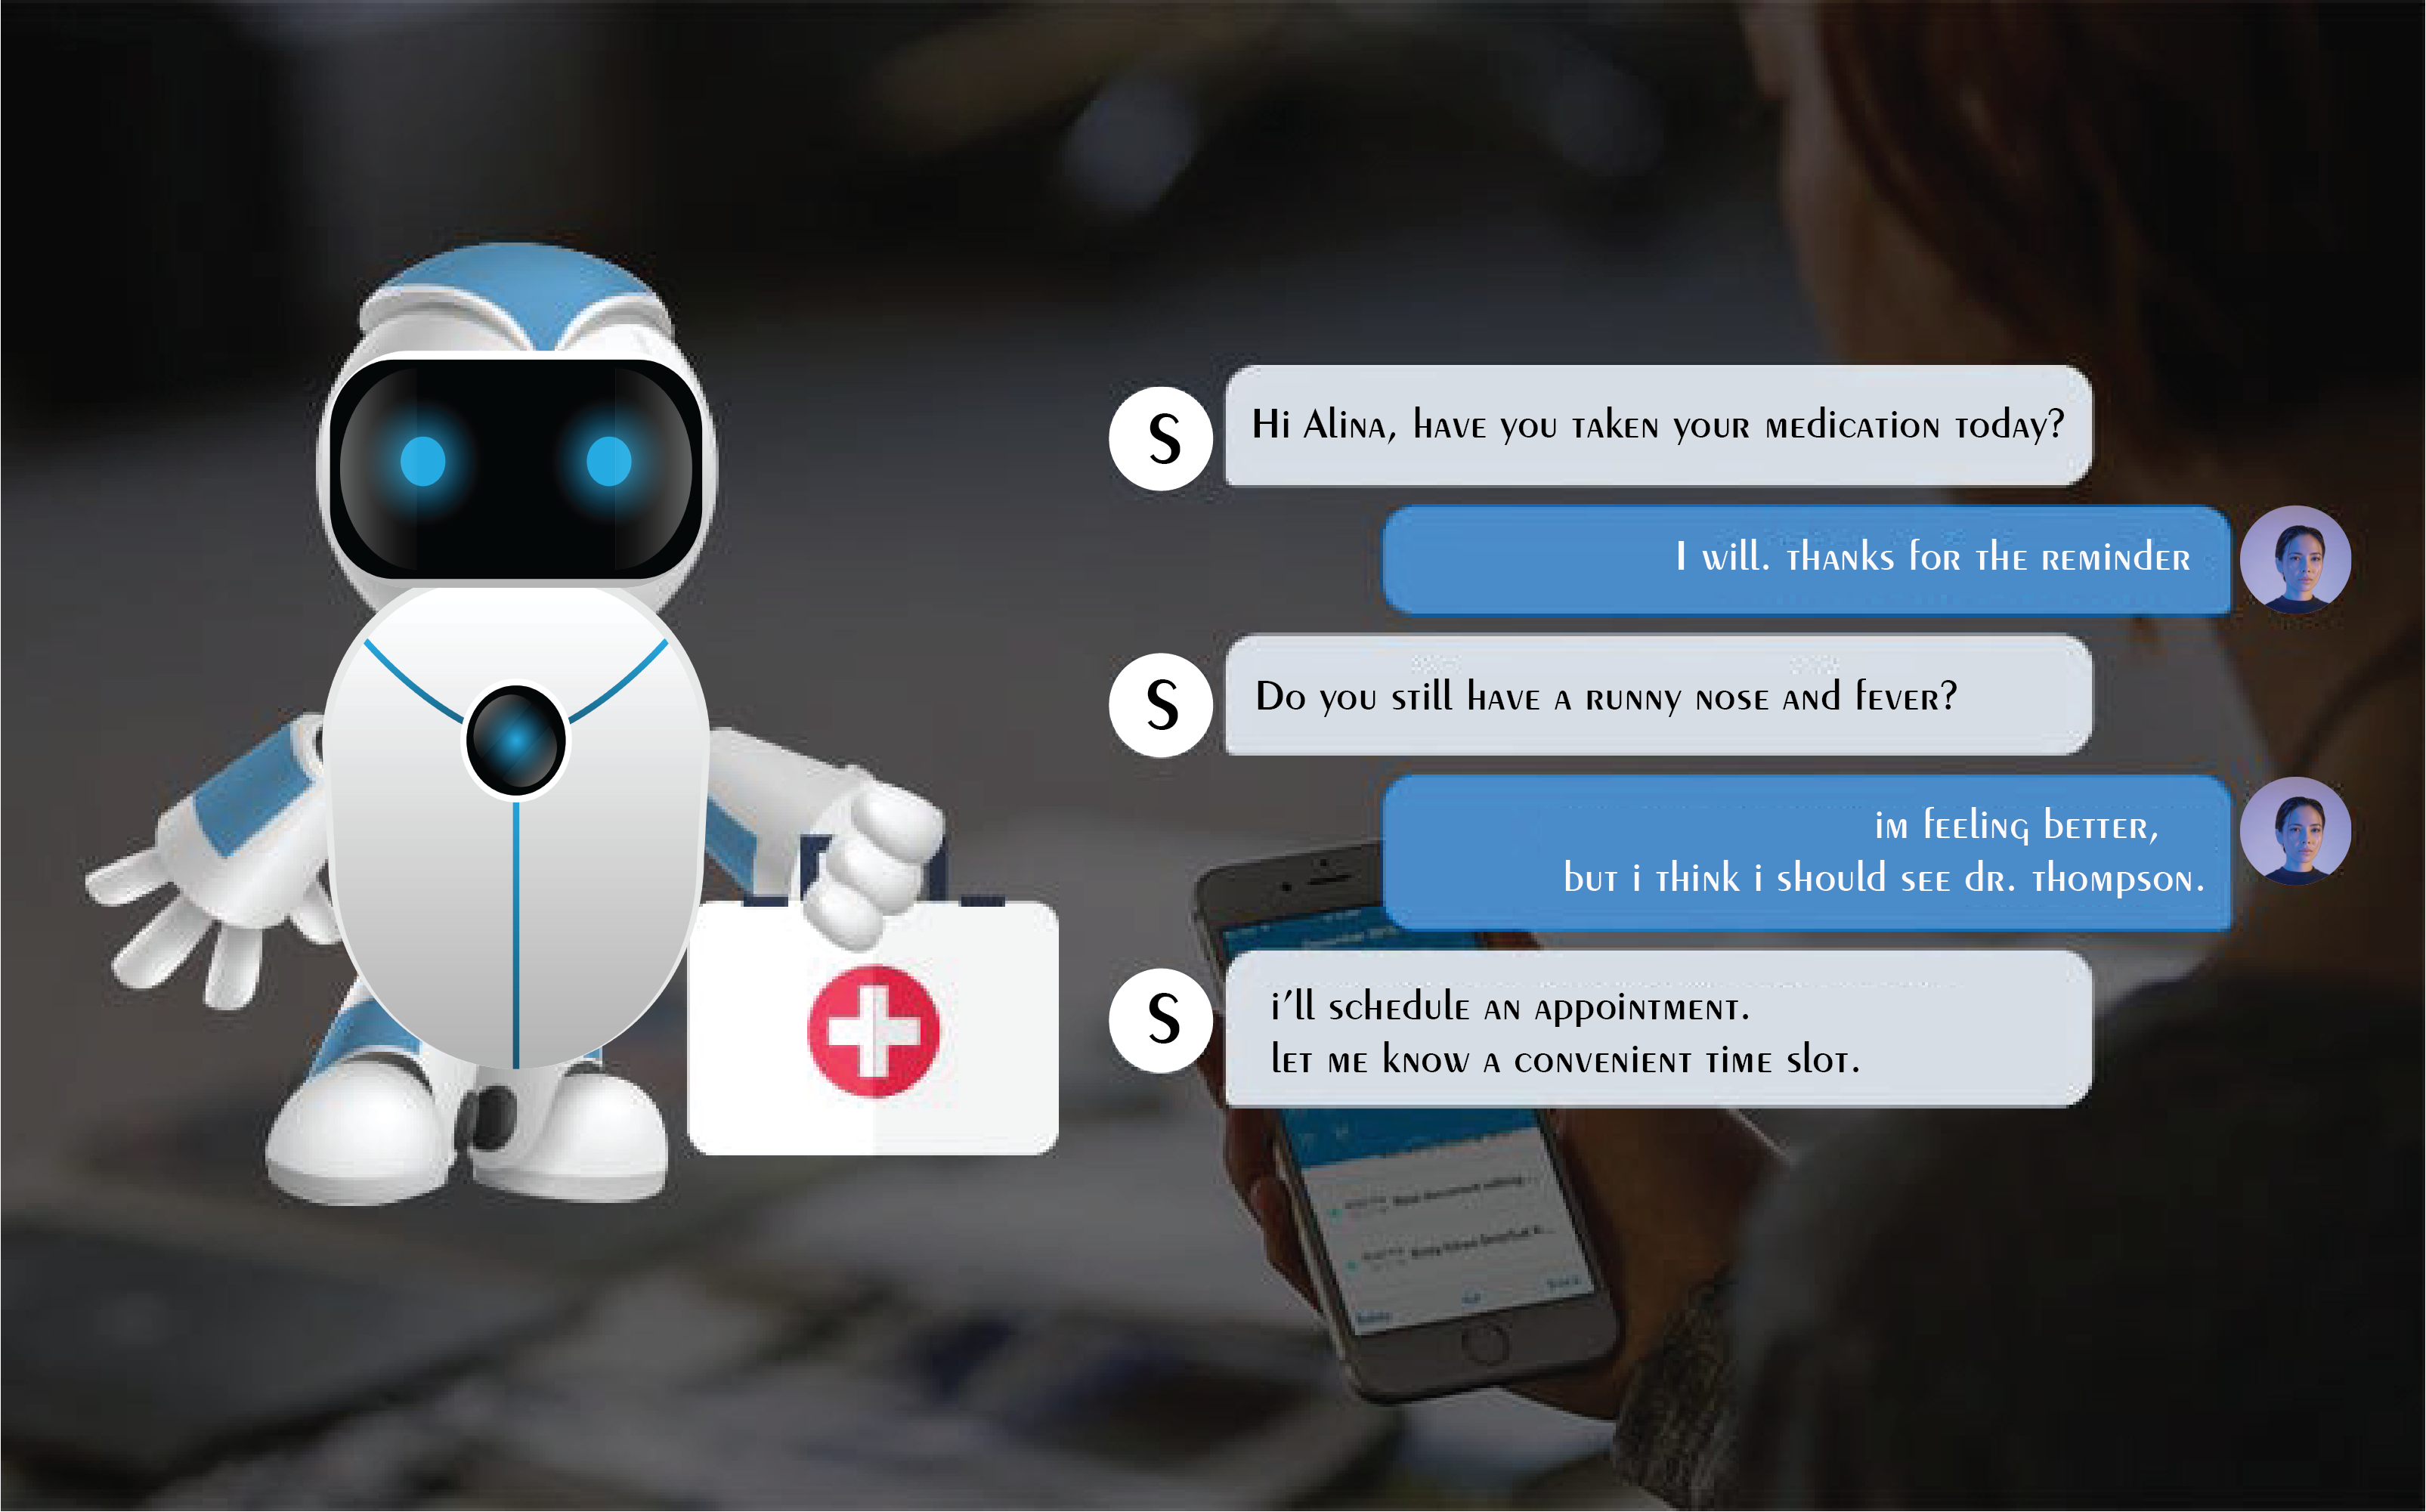 S
Hi Alina, have you taken your medication today?
I will. thanks for the reminder
S
Do you still have a runny nose and fever?
im feeling better,
but i think i should see dr. thompson.
S
i'll schedule an appointment.
let me know a convenient time slot.